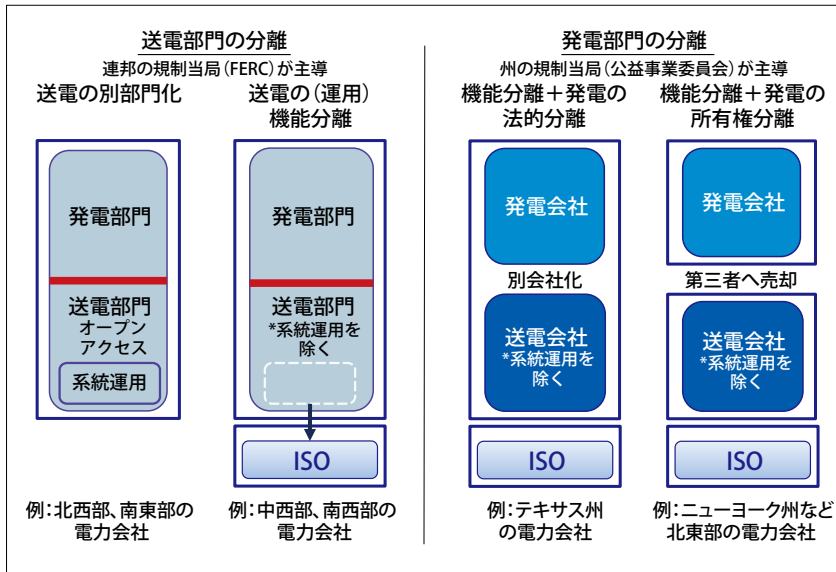 送電部門の分離
連邦の規制当局（FERC）が主導
送電の別部門化
発電部門
送電部門
オープン
アクセス
系統運用
例：北西部、南東部の
電力会社
送電の（運用）
機能分離
発電部門
送電部門
*系統運用を
除く
ISO
例：中西部、南西部の
電力会社
発電部門の分離
州の規制当局（公益事業委員会）が主導
機能分離＋発電の
法的分離
発電会社
別会社化
送電会社
*系統運用を
除く
ISO
例：テキサス州
の電力会社
機能分離＋発電の
所有権分離
発電会社
第三者へ売却
送電会社
*系統運用を
除く
ISO
例：ニューヨーク州など
北東部の電力会社